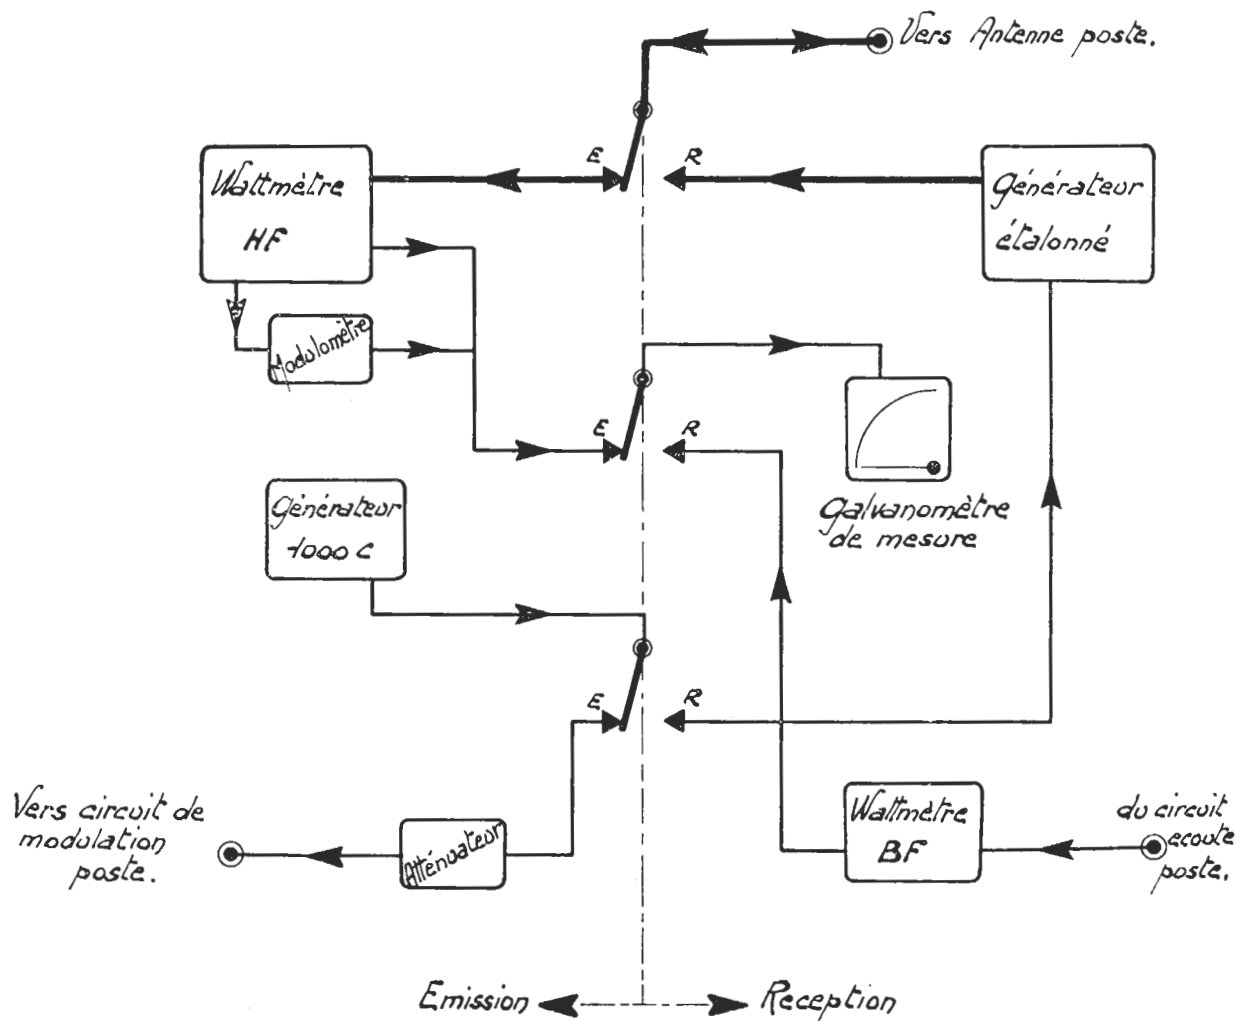 Vers Antenne poste.
E
R
Wattmètre
HF
Générateur
étalonné
Modulomètre
E
R
Générateur
1000 C
Galvanomètre
de mesure
E
R
Vers circuit de
modulation
poste.
Atténuateur
Wattmètre
BF
du circuit
ecoute
poste.
Emission
Reception